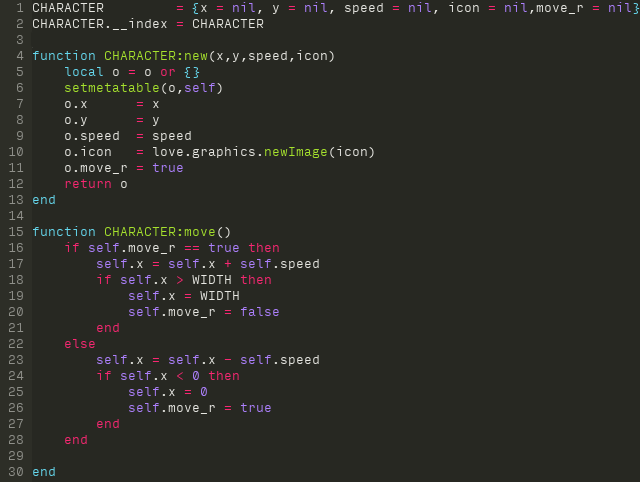 1 CHARACTER         = {x = nil, y = nil, speed = nil, icon = nil,move_r = nil}
2 CHARACTER.__index = CHARACTER
3
4 function CHARACTER:new(x,y,speed,icon)
5     local o = o or {}
6     setmetatable(o,self)
7     o.x      = x
8     o.y      = y
9     o.speed  = speed
10     o.icon   = love.graphics.newImage(icon)
11     o.move_r = true
12     return o
13 end
14
15 function CHARACTER:move()
16     if self.move_r == true then
17         self.x = self.x + self.speed
18         if self.x > WIDTH then
19             self.x = WIDTH
20             self.move_r = false
21         end
22     else
23         self.x = self.x - self.speed
24         if self.x < 0 then
25             self.x = 0
26             self.move_r = true
27         end
28     end
29
30 end